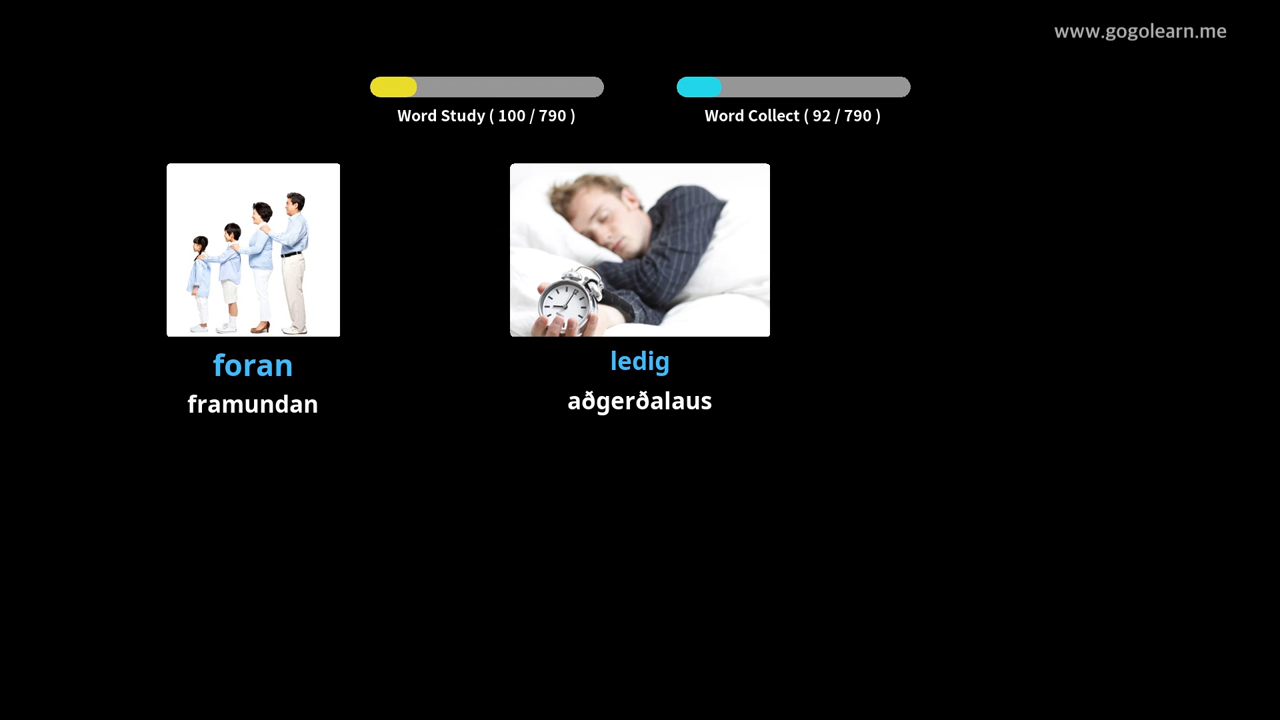 www.gogolearn.me
Word Study ( 100 / 790 )
Word Collect ( 92 / 790 )
foran
framundan
ledig
aðgerðalaus